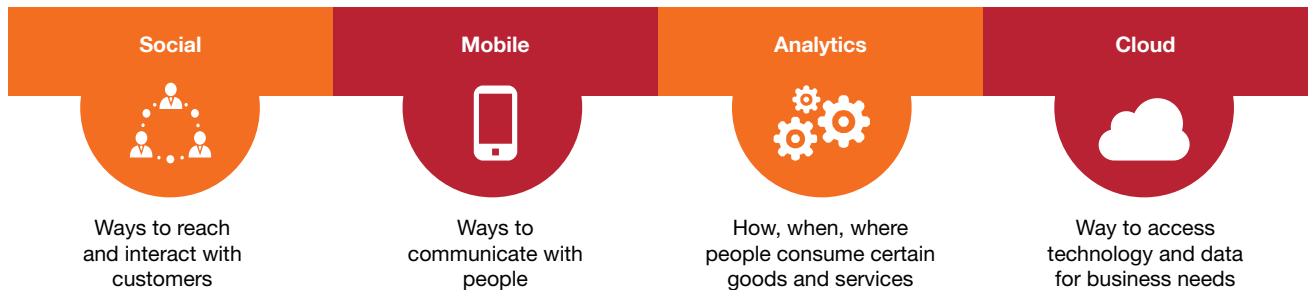 Social
Ways to reach
and interact with
customers
Mobile
Ways to
communicate with
people
Analytics
How, when, where
people consume certain
goods and services
Cloud
Way to access
technology and data
for business needs